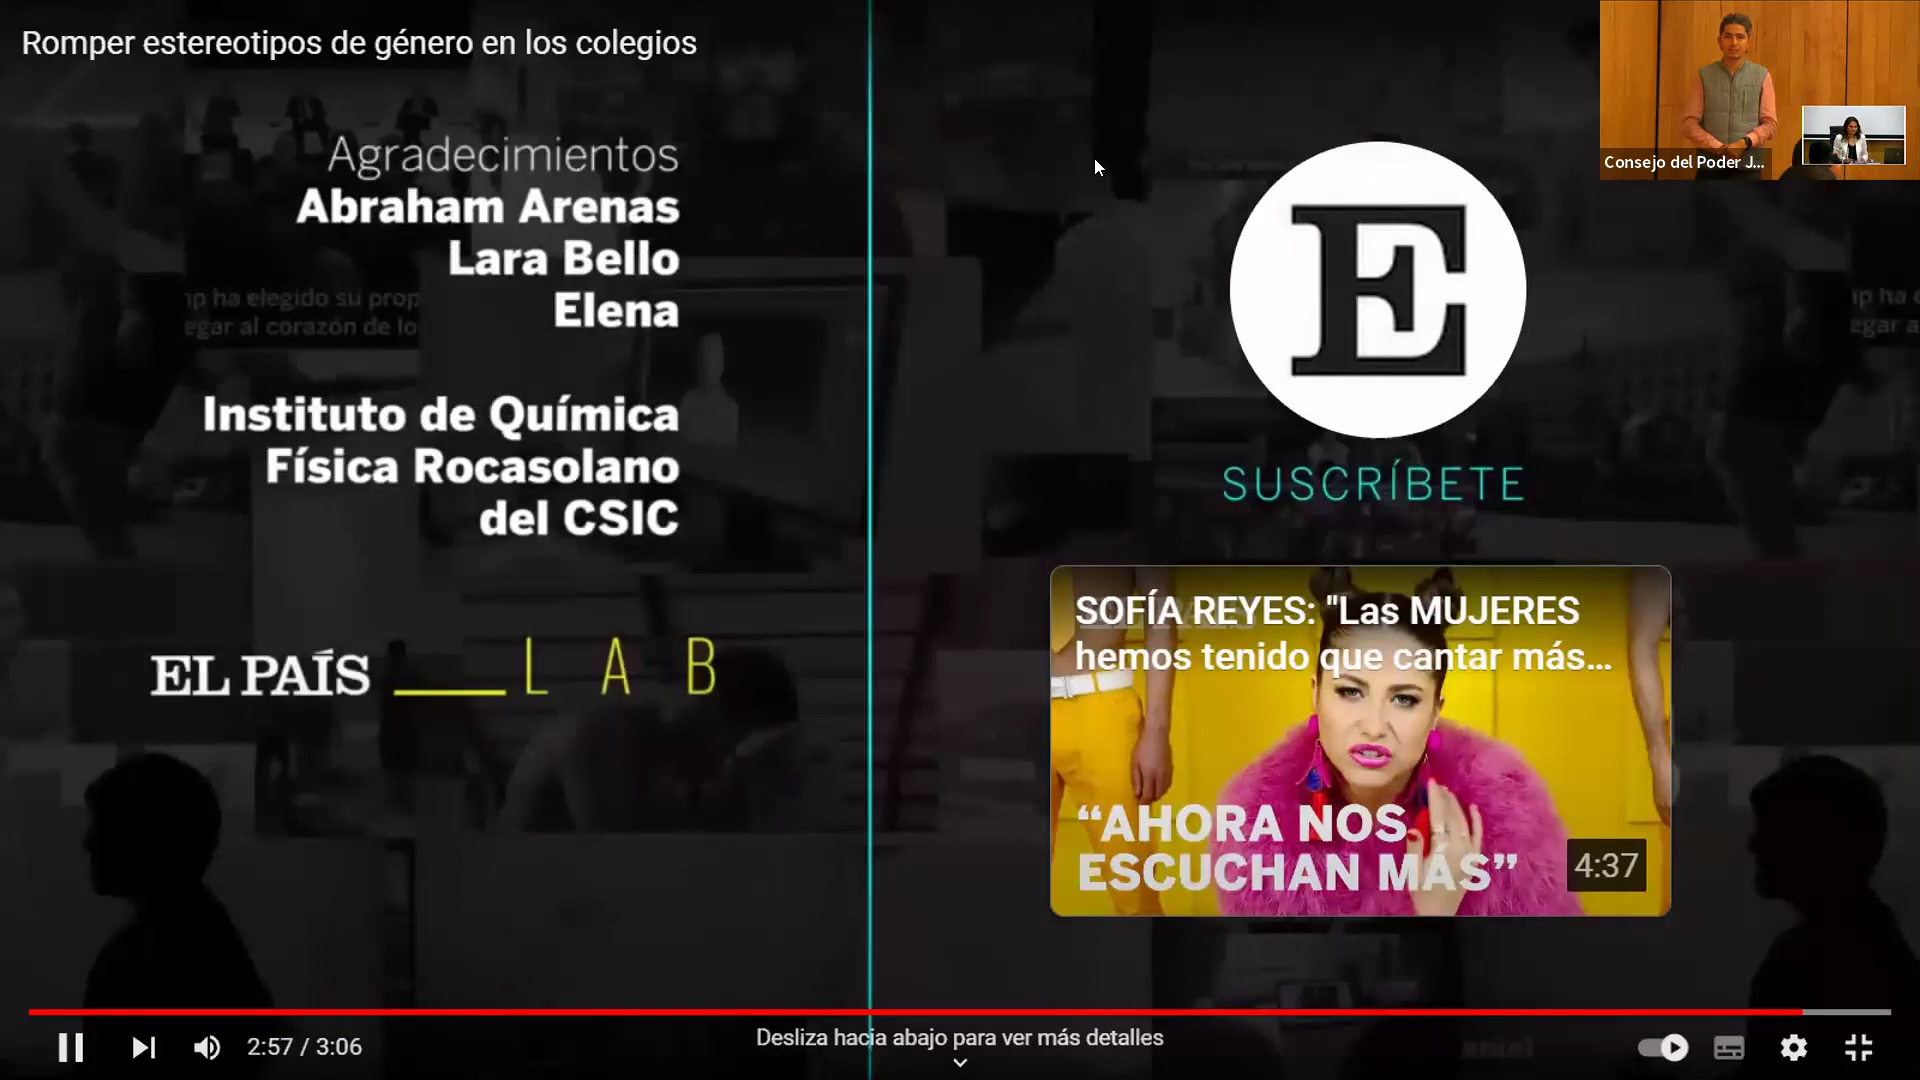 Romper estereotipos de género en los colegios
Consejo del Poder J...
Agradecimientos
Abraham Arenas
Lara Bello
Elena
Instituto de Química
Física Rocasolano
del CSIC
EL PAÍS LAB
E
SUSCRÍBETE
SOFÍA REYES: "Las MUJERES
hemos tenido que cantar más...
“AHORA NOS
ESCUCHAN MÁS”
4:37
2:57 / 3:06
Desliza hacia abajo para ver más detalles